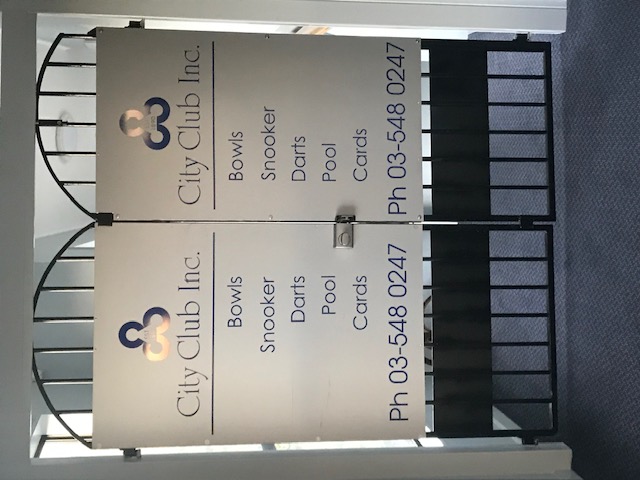 City Club Inc.
Bowls
Snooker
Darts
Pool
Cards
Ph 03-548 0247
City Club Inc.
Bowls
Snooker
Darts
Pool
Cards
Ph 03-548 0247